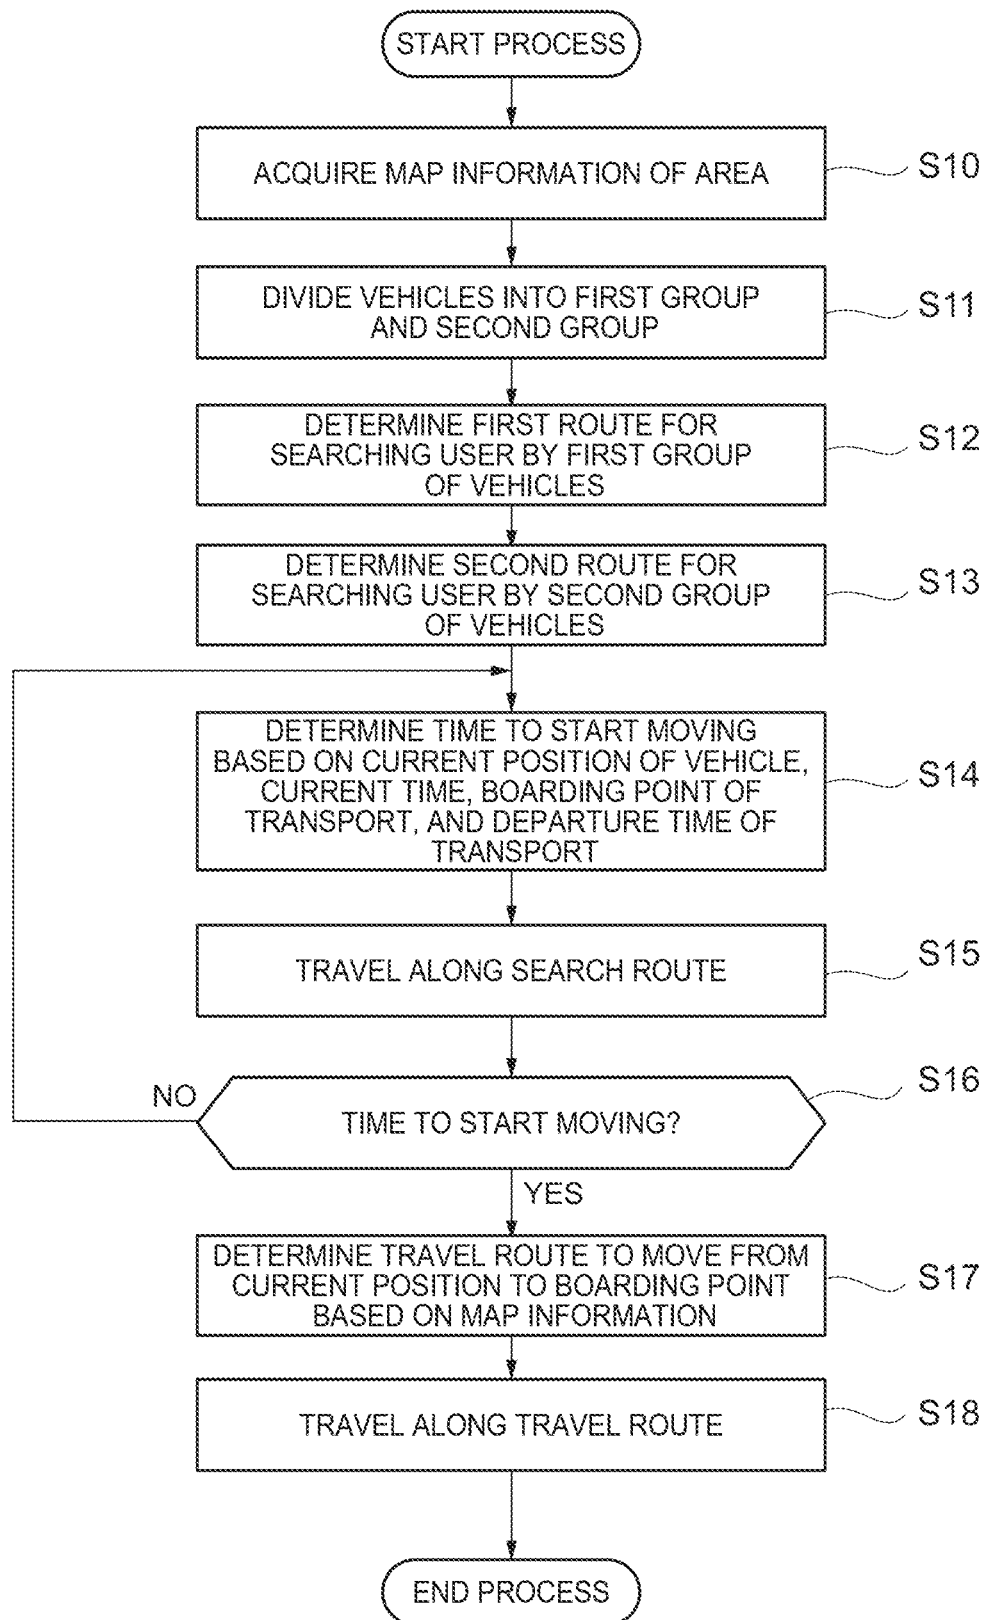 START PROCESS
ACQUIRE MAP INFORMATION OF AREA
S10
DIVIDE VEHICLES INTO FIRST GROUP
AND SECOND GROUP
S11
DETERMINE FIRST ROUTE FOR
SEARCHING USER BY FIRST GROUP
OF VEHICLES
S12
DETERMINE SECOND ROUTE FOR
SEARCHING USER BY SECOND GROUP
OF VEHICLES
S13
DETERMINE TIME TO START MOVING
BASED ON CURRENT POSITION OF VEHICLE,
CURRENT TIME, BOARDING POINT OF
TRANSPORT, AND DEPARTURE TIME OF
TRANSPORT
S14
TRAVEL ALONG SEARCH ROUTE
S15
NO
TIME TO START MOVING?
S16
YES
DETERMINE TRAVEL ROUTE TO MOVE FROM
CURRENT POSITION TO BOARDING POINT
BASED ON MAP INFORMATION
S17
TRAVEL ALONG TRAVEL ROUTE
S18
END PROCESS